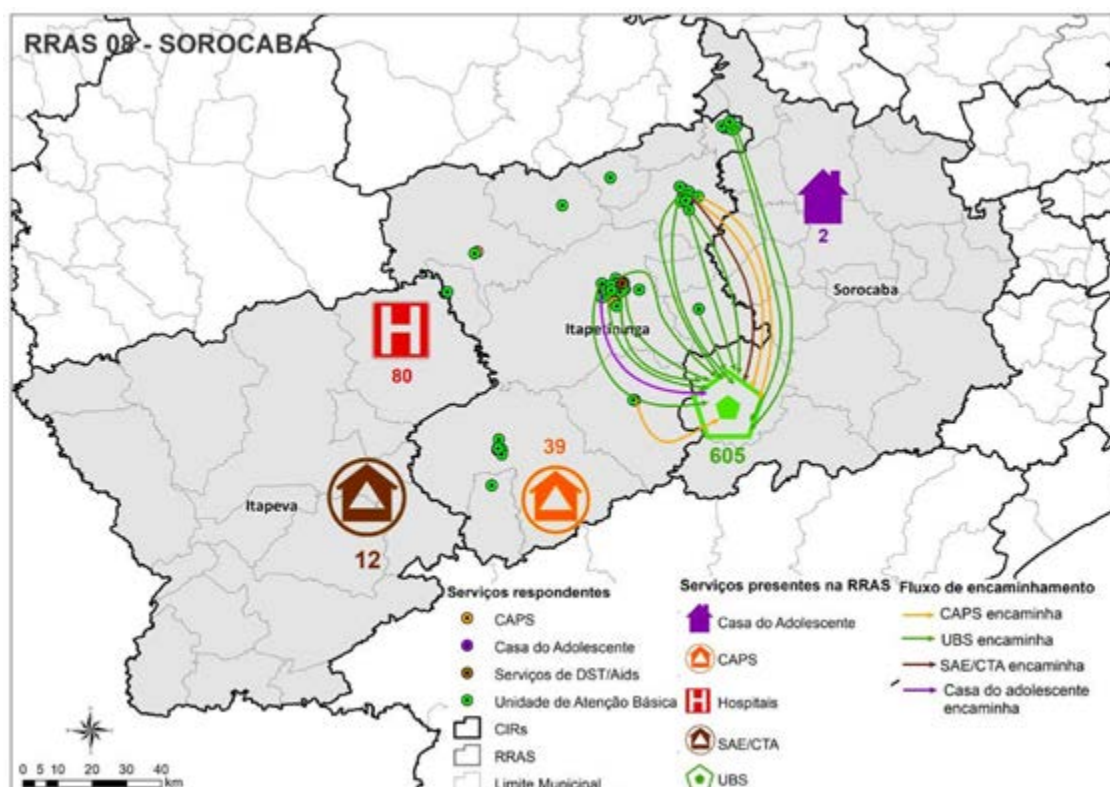 RRAS 08 - SOROCABA
2
Sorocaba
Itapetininga
H
80
605
39
Itapeva
12
Serviços respondentes
CAPS
Casa do Adolescente
Serviços de DST/Aids
Unidade de Atenção Básica
CIRs
RRAS
Limite Municipal
Serviços presentes na RRAS
Casa do Adolescente
CAPS
H
Hospitais
SAE/CTA
UBS
Fluxo de encaminhamento
CAPS encaminha
UBS encaminha
SAE/CTA encaminha
Casa do adolescente
encaminha
0 5 10 20 30 40
km